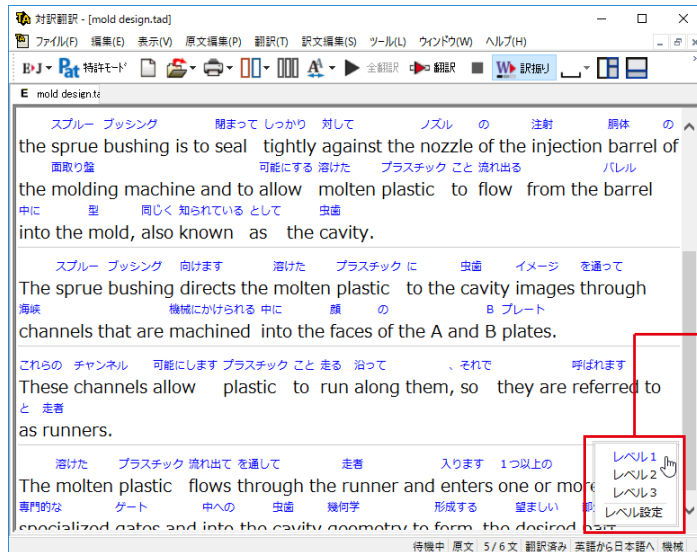 対訳翻訳 - [mold design.tad]
ファイル(F) 編集(E) 表示(V) 原文編集(P) 翻訳(T) 訳文編集(S) ツール(L) ウィンドウ(W) ヘルプ(H)
E▸J Pat 特許モード 全翻訳 翻訳 W 訳振り
E mold design.ta
スプルー ブッシング 閉まって しっかり 対して ノズル の 注射 胴体 の
the sprue bushing is to seal tightly against the nozzle of the injection barrel of
面取り盤 可能にする 溶けた プラスチック こと 流れ出る バレル
the molding machine and to allow molten plastic to flow from the barrel
中に 型 同じく 知られている として 虫歯
into the mold, also known as the cavity.
スプルー ブッシング 向けます 溶けた プラスチック に 虫歯 イメージ を通って
The sprue bushing directs the molten plastic to the cavity images through
海峡 機械にかけられる 中に 顔 の B プレート
channels that are machined into the faces of the A and B plates.
これらの チャンネル 可能にします プラスチック こと 走る 沿って 、それで 呼ばれます
These channels allow plastic to run along them, so they are referred to
と 走者
as runners.
溶けた プラスチック 流れ出て を通して 走者 入ります 1つ以上の
The molten plastic flows through the runner and enters one or more
専門的な ゲート 中への 虫歯 幾何学 形成する 望ましい
specialized gates and into the cavity geometry to form the desired part
レベル 1
レベル 2
レベル 3
レベル設定
待機中 原文 5/6文 翻訳済み 英語から日本語へ 機械